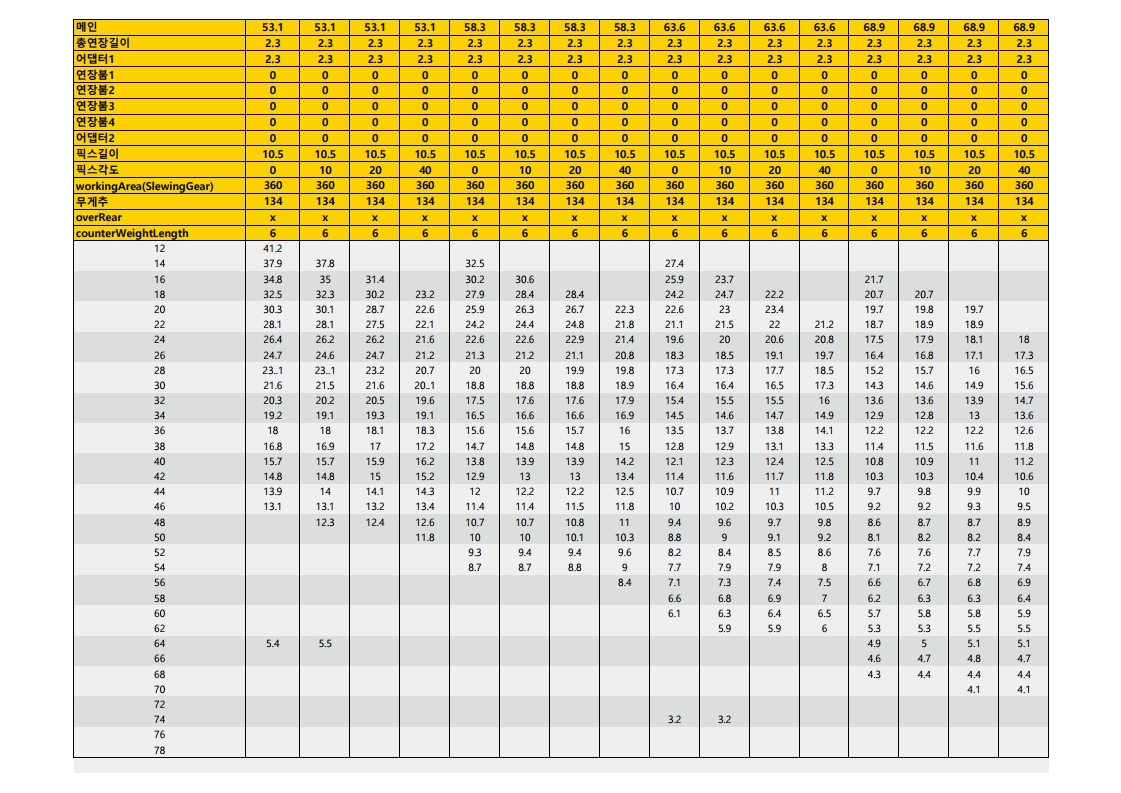 메인 53.1 53.1 53.1 53.1 58.3 58.3 58.3 58.3 63.6 63.6 63.6 63.6 68.9 68.9 68.9 68.9
총연장길이 2.3 2.3 2.3 2.3 2.3 2.3 2.3 2.3 2.3 2.3 2.3 2.3 2.3 2.3 2.3 2.3
어댑터1 2.3 2.3 2.3 2.3 2.3 2.3 2.3 2.3 2.3 2.3 2.3 2.3 2.3 2.3 2.3 2.3
연장붐1 0 0 0 0 0 0 0 0 0 0 0 0 0 0 0 0
연장붐2 0 0 0 0 0 0 0 0 0 0 0 0 0 0 0 0
연장붐3 0 0 0 0 0 0 0 0 0 0 0 0 0 0 0 0
연장붐4 0 0 0 0 0 0 0 0 0 0 0 0 0 0 0 0
어댑터2 0 0 0 0 0 0 0 0 0 0 0 0 0 0 0 0
픽스길이 10.5 10.5 10.5 10.5 10.5 10.5 10.5 10.5 10.5 10.5 10.5 10.5 10.5 10.5 10.5 10.5
픽스각도 0 10 20 40 0 10 20 40 0 10 20 40 0 10 20 40
workingArea(SlewingGear) 360 360 360 360 360 360 360 360 360 360 360 360 360 360 360 360
무게추 134 134 134 134 134 134 134 134 134 134 134 134 134 134 134 134
overRear x x x x x x x x x x x x x x x x
counterWeightLength 6 6 6 6 6 6 6 6 6 6 6 6 6 6 6 6
12 41.2
14 37.9 37.8 32.5 27.4
16 34.8 35 31.4 30.2 30.6 25.9 23.7 21.7
18 32.5 32.3 30.2 23.2 27.9 28.4 28.4 24.2 24.7 22.2 20.7 20.7
20 30.3 30.1 28.7 22.6 25.9 26.3 26.7 22.3 22.6 23 23.4 19.7 19.8 19.7
22 28.1 28.1 27.5 22.1 24.2 24.4 24.8 21.8 21.1 21.5 22 21.2 18.7 18.9 18.9
24 26.4 26.2 26.2 21.6 22.6 22.6 22.9 21.4 19.6 20 20.6 20.8 17.5 17.9 18.1 18
26 24.7 24.6 24.7 21.2 21.3 21.2 21.1 20.8 18.3 18.5 19.1 19.7 16.4 16.8 17.1 17.3
28 23..1 23..1 23.2 20.7 20 20 19.9 19.8 17.3 17.3 17.7 18.5 15.2 15.7 16 16.5
30 21.6 21.5 21.6 20..1 18.8 18.8 18.8 18.9 16.4 16.4 16.5 17.3 14.3 14.6 14.9 15.6
32 20.3 20.2 20.5 19.6 17.5 17.6 17.6 17.9 15.4 15.5 15.5 16 13.6 13.6 13.9 14.7
34 19.2 19.1 19.3 19.1 16.5 16.6 16.6 16.9 14.5 14.6 14.7 14.9 12.9 12.8 13 13.6
36 18 18 18.1 18.3 15.6 15.6 15.7 16 13.5 13.7 13.8 14.1 12.2 12.2 12.2 12.6
38 16.8 16.9 17 17.2 14.7 14.8 14.8 15 12.8 12.9 13.1 13.3 11.4 11.5 11.6 11.8
40 15.7 15.7 15.9 16.2 13.8 13.9 13.9 14.2 12.1 12.3 12.4 12.5 10.8 10.9 11 11.2
42 14.8 14.8 15 15.2 12.9 13 13 13.4 11.4 11.6 11.7 11.8 10.3 10.3 10.4 10.6
44 13.9 14 14.1 14.3 12 12.2 12.2 12.5 10.7 10.9 11 11.2 9.7 9.8 9.9 10
46 13.1 13.1 13.2 13.4 11.4 11.4 11.5 11.8 10 10.2 10.3 10.5 9.2 9.2 9.3 9.5
48 12.3 12.4 12.6 10.7 10.7 10.8 11 9.4 9.6 9.7 9.8 8.6 8.7 8.7 8.9
50 11.8 10 10 10.1 10.3 8.8 9 9.1 9.2 8.1 8.2 8.2 8.4
52 9.3 9.4 9.4 9.6 8.2 8.4 8.5 8.6 7.6 7.6 7.7 7.9
54 8.7 8.7 8.8 9 7.7 7.9 7.9 8 7.1 7.2 7.2 7.4
56 8.4 7.1 7.3 7.4 7.5 6.6 6.7 6.8 6.9
58 6.6 6.8 6.9 7 6.2 6.3 6.3 6.4
60 6.1 6.3 6.4 6.5 5.7 5.8 5.8 5.9
62 5.9 5.9 6 5.3 5.3 5.5 5.5
64 5.4 5.5 4.9 5 5.1 5.1
66 4.6 4.7 4.8 4.7
68 4.3 4.4 4.4 4.4
70 4.1 4.1
72
74 3.2 3.2
76
78